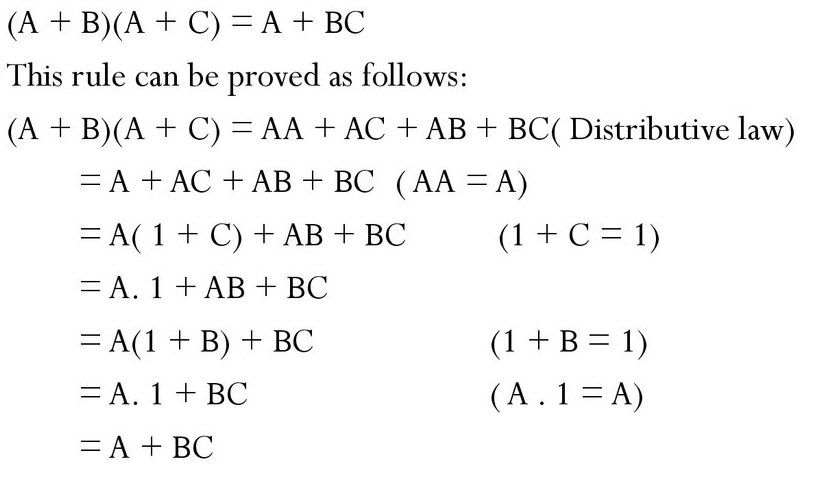 (A + B)(A + C) = A + BC
This rule can be proved as follows:
(A + B)(A + C) = AA + AC + AB + BC( Distributive law)
= A + AC + AB + BC ( AA = A)
= A( 1 + C) + AB + BC (1 + C = 1)
= A. 1 + AB + BC
= A(1 + B) + BC (1 + B = 1)
= A. 1 + BC ( A . 1 = A)
= A + BC